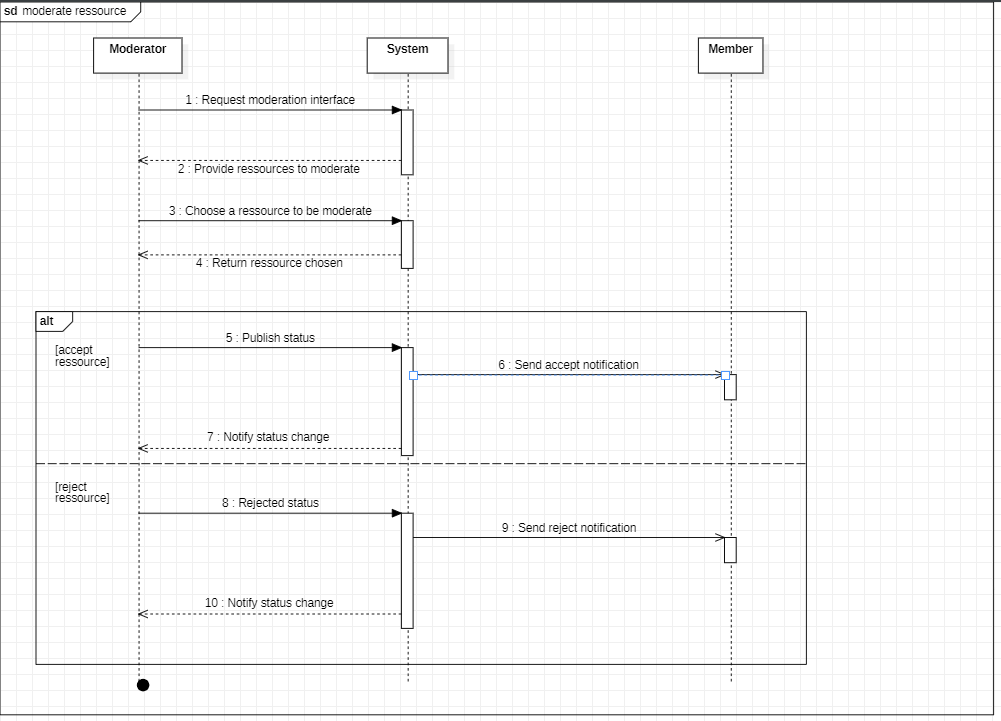 sd moderate ressource
Moderator
System
Member
1 : Request moderation interface
2 : Provide ressources to moderate
3 : Choose a ressource to be moderate
4 : Return ressource chosen
alt
5 : Publish status
[accept
ressource]
6 : Send accept notification
7 : Notify status change
[reject
ressource]
8 : Rejected status
9 : Send reject notification
10 : Notify status change